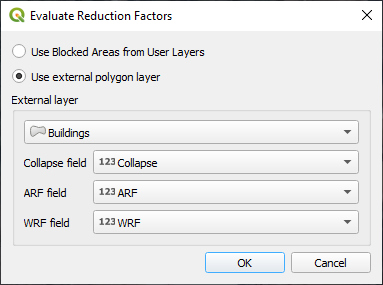 Evaluate Reduction Factors
Use Blocked Areas from User Layers
Use external polygon layer
External layer
Buildings
Collapse field 123 Collapse
ARF field 123 ARF
WRF field 123 WRF
OK Cancel